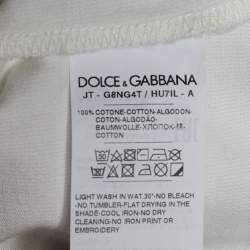 DOLCE & GABBANA
JT - G8NG4T / HU7IL - A
100% COTONE-COTTON-ALGODON-
COTON-ALGODÃO-
BAUMWOLLE-ХЛОПОК-棉-
COTTON
LIGHT WASH IN WAT.30°-NO BLEACH
-NO TUMBLER-FLAT DRYING IN THE
SHADE-COOL IRON-NO DRY
CLEANING-NO IRON PRINT OR
EMBROIDERY